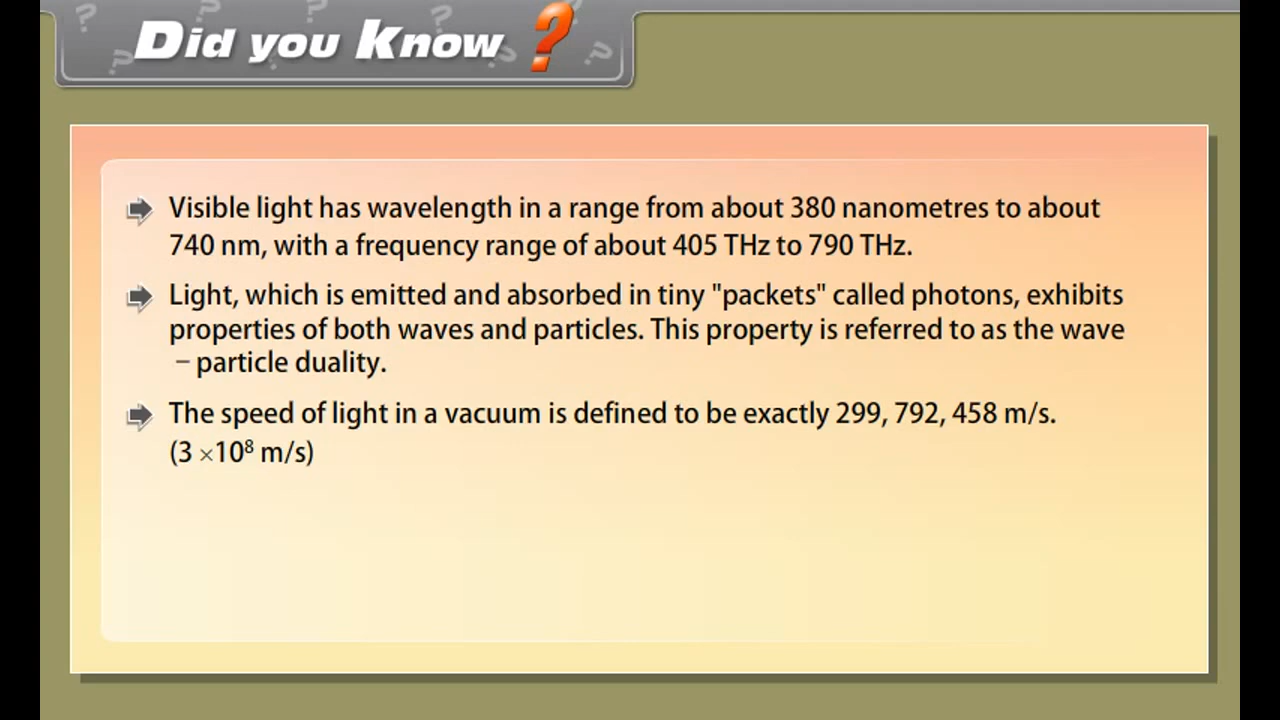 Did you Know ?
Visible light has wavelength in a range from about 380 nanometres to about
740 nm, with a frequency range of about 405 THz to 790 THz.
Light, which is emitted and absorbed in tiny "packets" called photons, exhibits
properties of both waves and particles. This property is referred to as the wave
– particle duality.
The speed of light in a vacuum is defined to be exactly 299, 792, 458 m/s.
(3 ×10⁸ m/s)